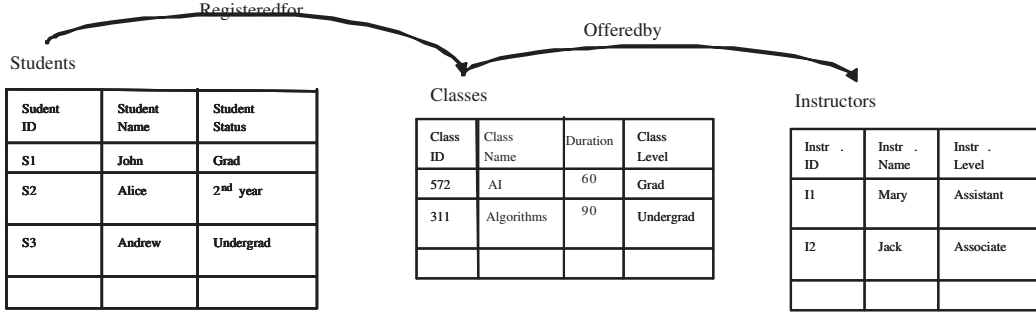 Registeredfor
Offeredby
Students
Classes
Instructors
Sudent ID
Student Name
Student Status
S1 John Grad
S2 Alice 2nd year
S3 Andrew Undergrad
Class ID
Class Name
Duration
Class Level
572 AI 60 Grad
311 Algorithms 90 Undergrad
Instr . ID
Instr . Name
Instr . Level
I1 Mary Assistant
I2 Jack Associate